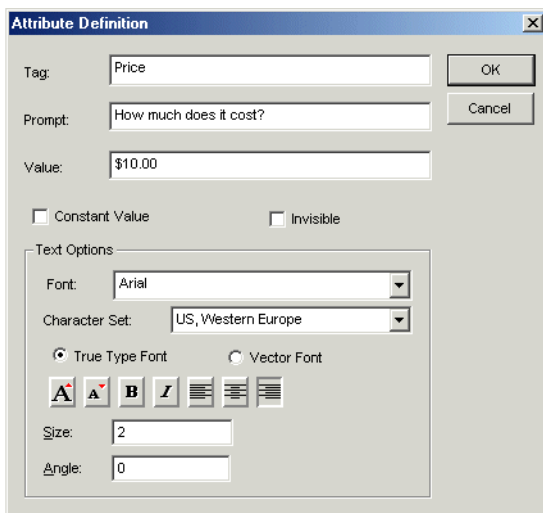 Attribute Definition
Tag: Price OK
Prompt: How much does it cost? Cancel
Value: $10.00
Constant Value Invisible
Text Options
Font: Arial
Character Set: US, Western Europe
True Type Font Vector Font
A A B I
Size: 2
Angle: 0